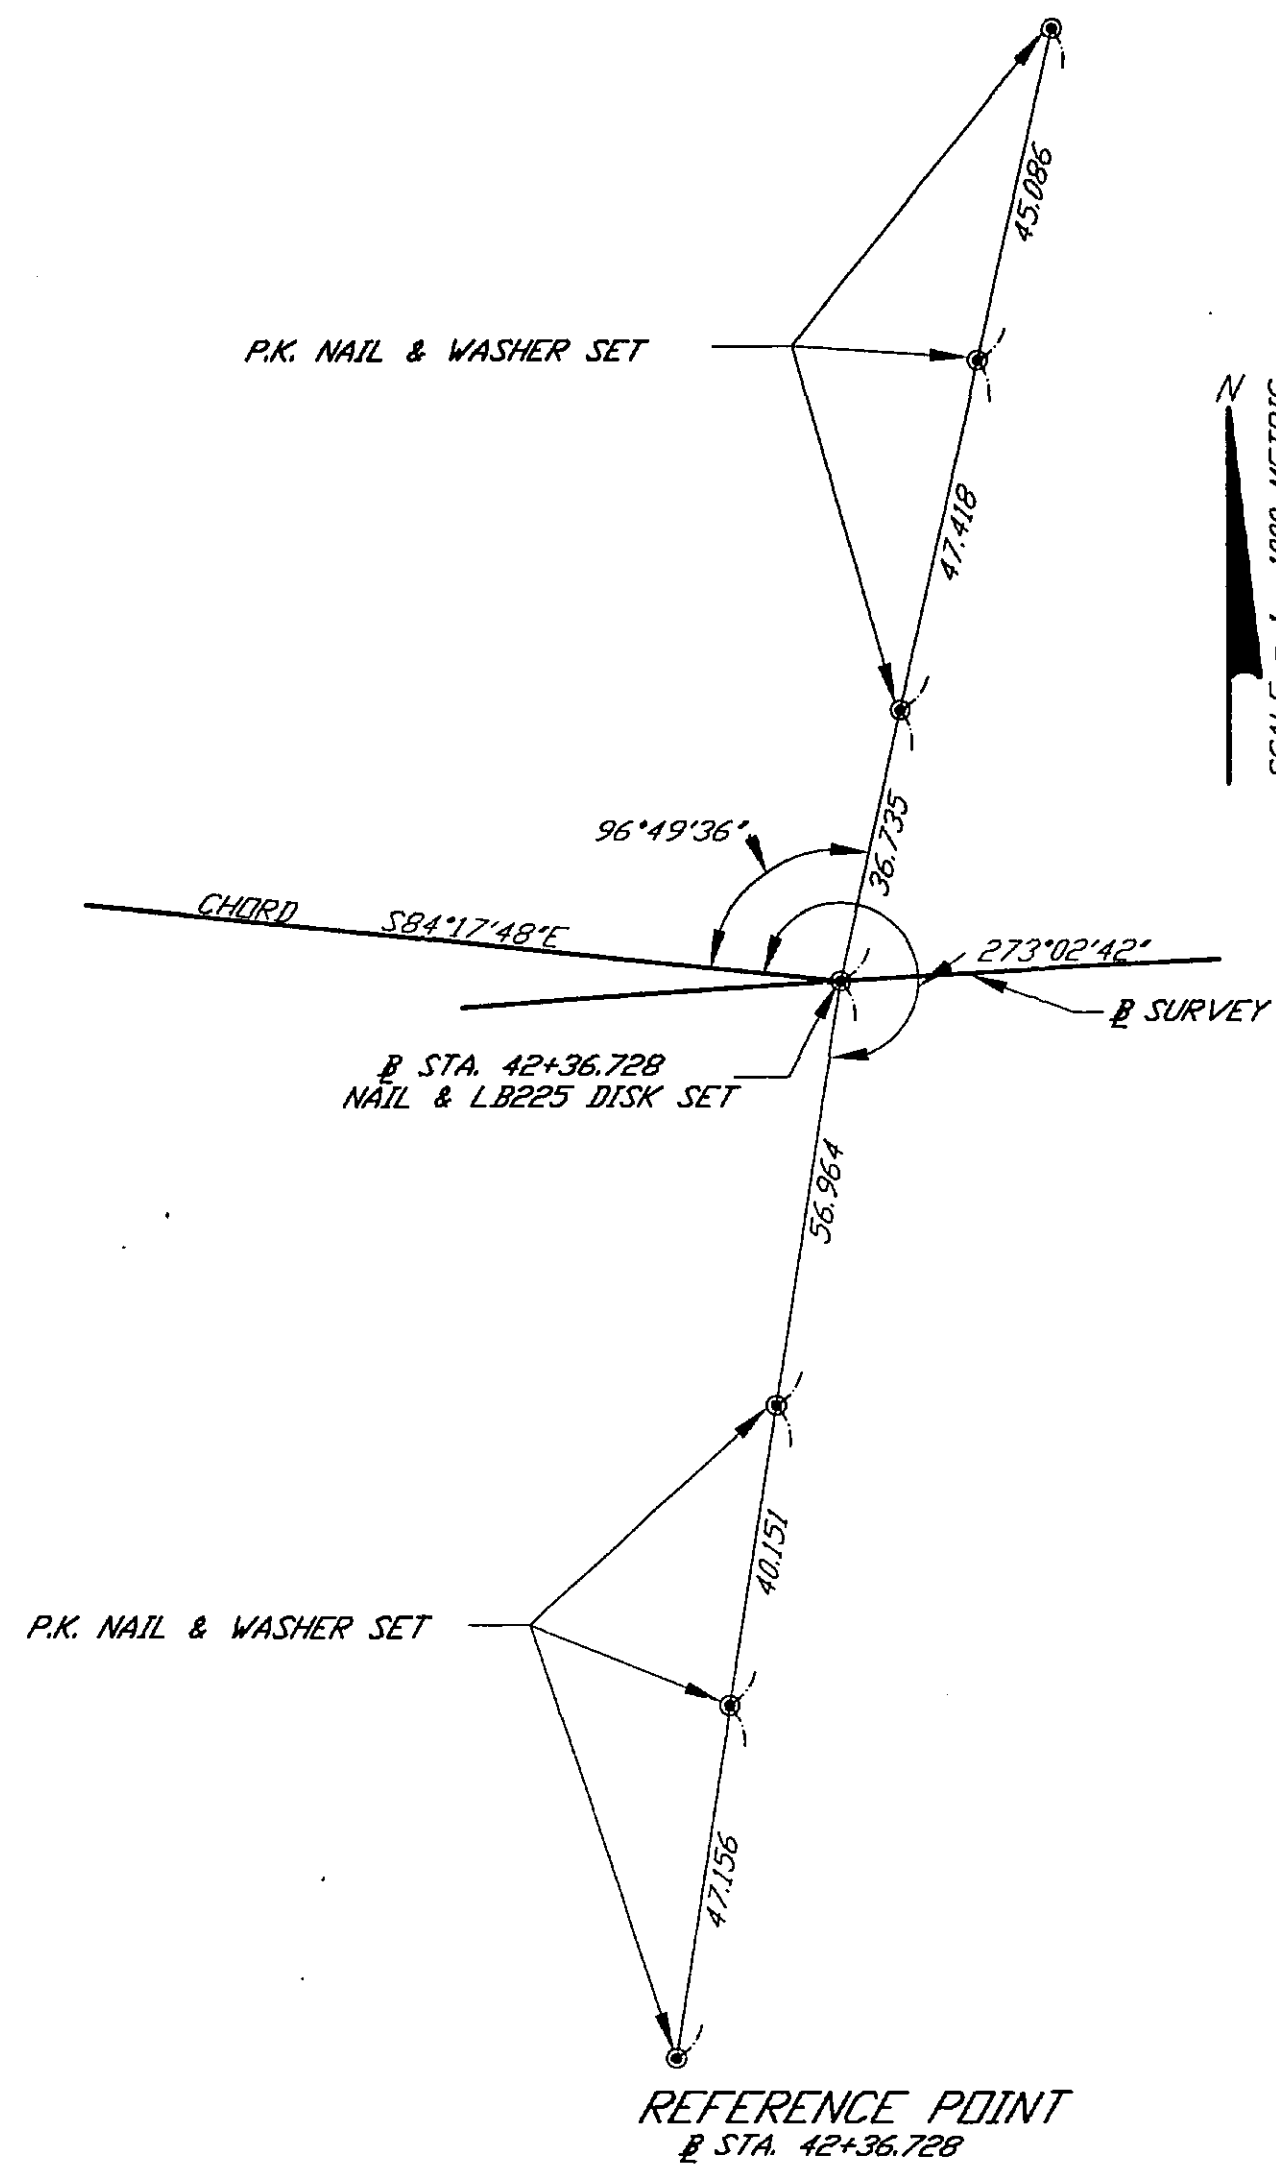 45.086
P.K. NAIL & WASHER SET
N
47.418
96°49'36"
36.735
CHORD S84°17'48"E
273°02'42"
SURVEY
STA. 42+36.728
NAIL & LB225 DISK SET
56.964
40.151
P.K. NAIL & WASHER SET
47.156
REFERENCE POINT
STA. 42+36.728